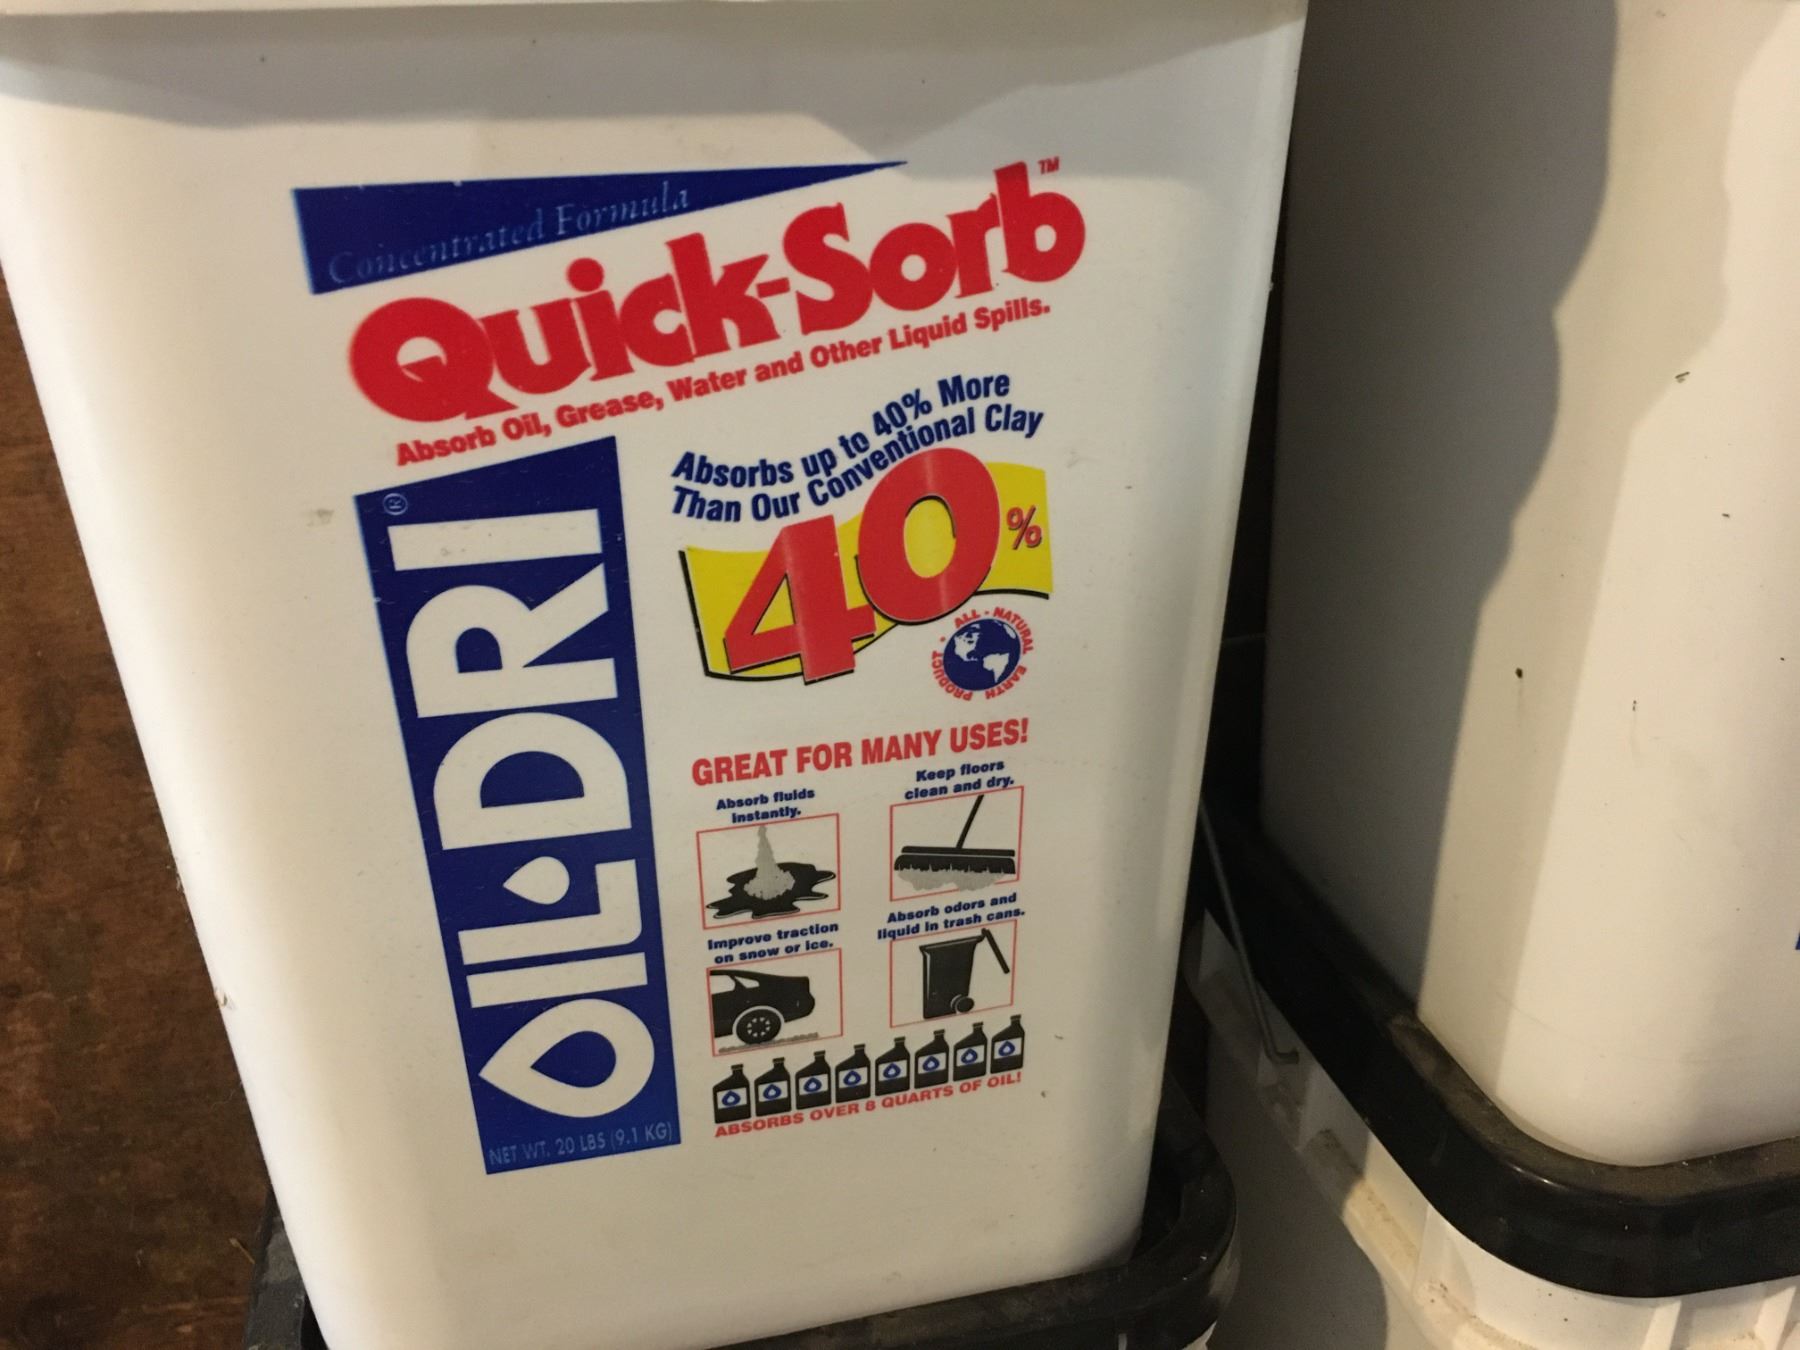 Concentrated Formula
Quick-Sorb™
Absorb Oil, Grease, Water and Other Liquid Spills.
OIL-DRI®
NET WT. 20 LBS (9.1 KG)
Absorbs up to 40% More
Than Our Conventional Clay
40%
ALL-NATURAL EARTH PRODUCT •
GREAT FOR MANY USES!
Absorb fluids
instantly.
Keep floors
clean and dry.
Improve traction
on snow or ice.
Absorb odors and
liquid in trash cans.
ABSORBS OVER 8 QUARTS OF OIL!